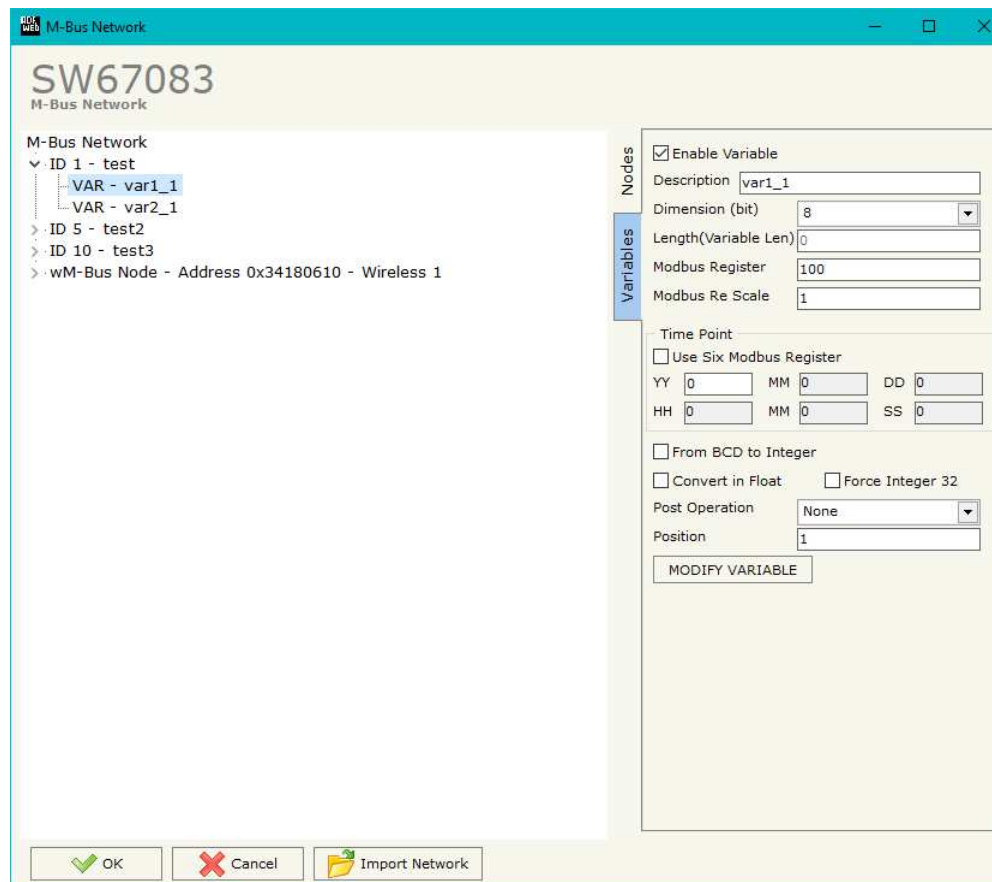 ADF
WEB M-Bus Network
SW67083
M-Bus Network
M-Bus Network
ID 1 - test
VAR - var1_1
VAR - var2_1
ID 5 - test2
ID 10 - test3
wM-Bus Node - Address 0x34180610 - Wireless 1
Nodes
Variables
Enable Variable
Description var1_1
Dimension (bit) 8
Length(Variable Len) 0
Modbus Register 100
Modbus Re Scale 1
Time Point
Use Six Modbus Register
YY 0 MM 0 DD 0
HH 0 MM 0 SS 0
From BCD to Integer
Convert in Float Force Integer 32
Post Operation None
Position 1
MODIFY VARIABLE
OK Cancel Import Network